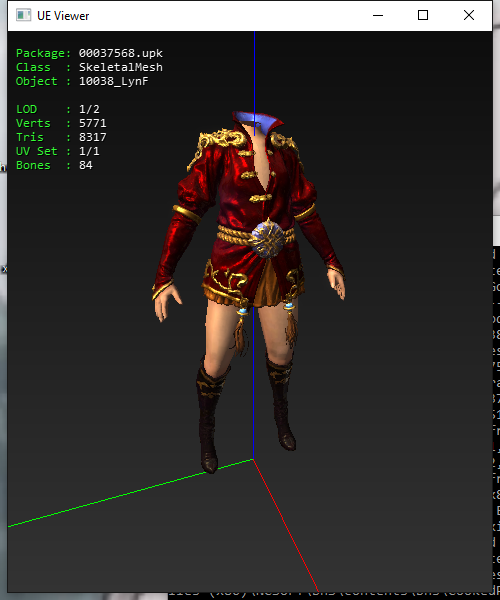 UE Viewer
Package: 00037568.upk
Class : SkeletalMesh
Object : 10038_LynF
LOD : 1/2
Verts : 5771
Tris : 8317
UV Set : 1/1
Bones : 84